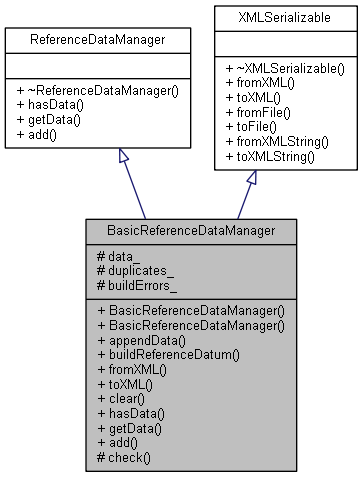 ReferenceDataManager
+ ~ReferenceDataManager()
+ hasData()
+ getData()
+ add()
XMLSerializable
+ ~XMLSerializable()
+ fromXML()
+ toXML()
+ fromFile()
+ toFile()
+ fromXMLString()
+ toXMLString()
BasicReferenceDataManager
# data_
# duplicates_
# buildErrors_
+ BasicReferenceDataManager()
+ BasicReferenceDataManager()
+ appendData()
+ buildReferenceDatum()
+ fromXML()
+ toXML()
+ clear()
+ hasData()
+ getData()
+ add()
# check()